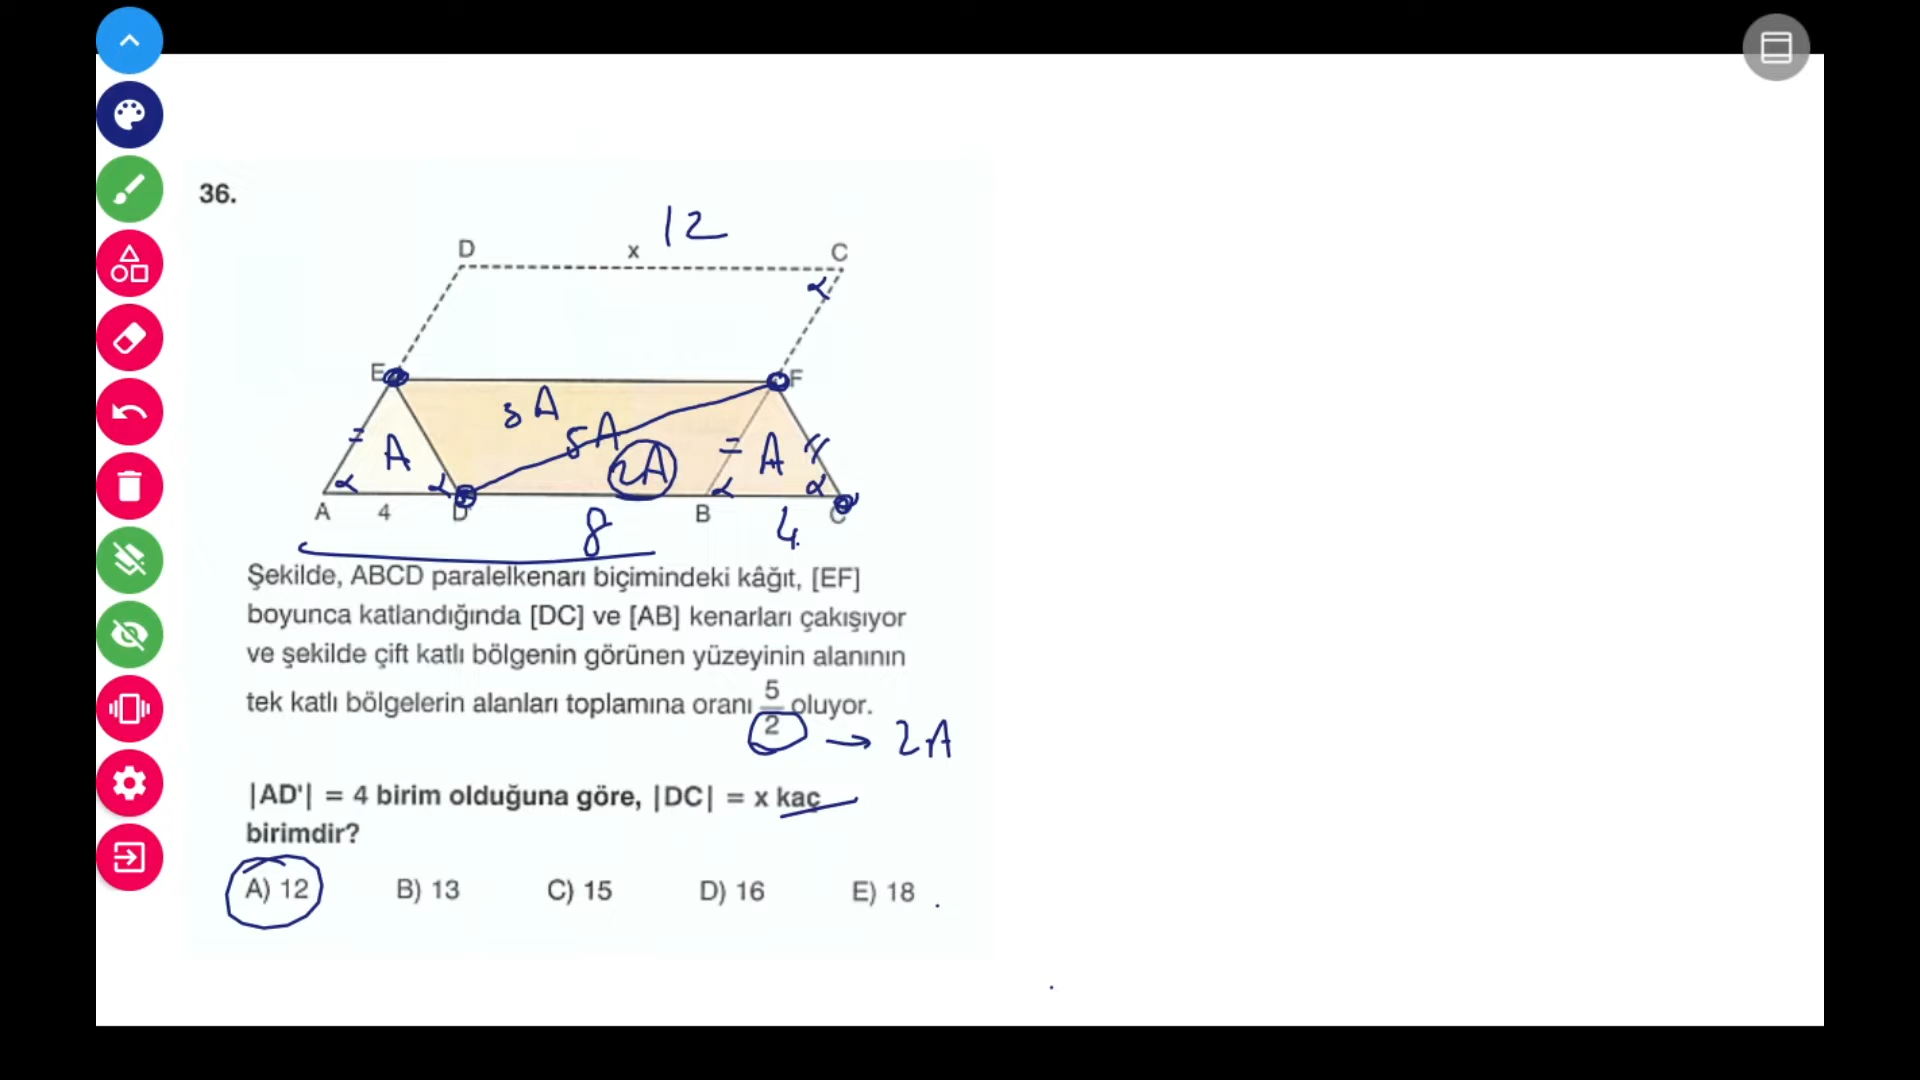 36.
12
D x C
α
E F
3A
5A
= A 2A = A
α α α α
A 4 D' B C'
8 4
Şekilde, ABCD paralelkenarı biçimindeki kâğıt, [EF]
boyunca katlandığında [DC] ve [AB] kenarları çakışıyor
ve şekilde çift katlı bölgenin görünen yüzeyinin alanının
tek katlı bölgelerin alanları toplamına oranı 5/2 oluyor.
→ 2A
|AD'| = 4 birim olduğuna göre, |DC| = x kaç
birimdir?
A) 12 B) 13 C) 15 D) 16 E) 18